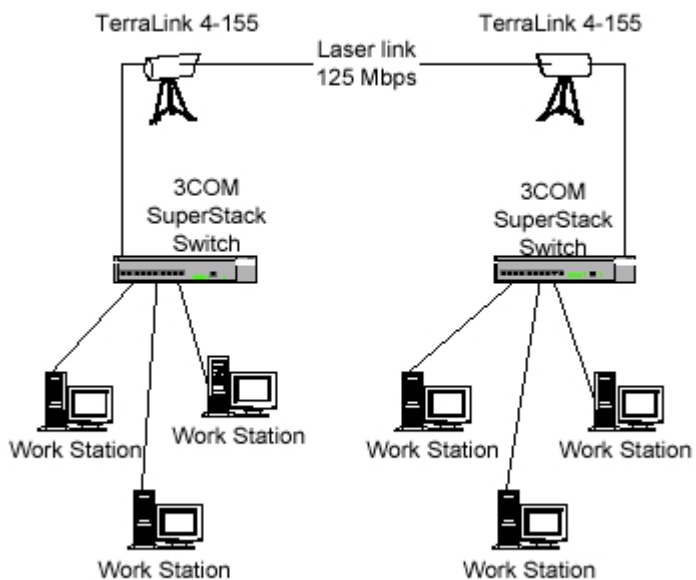 TerraLink 4-155
TerraLink 4-155
Laser link
125 Mbps
3COM
SuperStack
Switch
3COM
SuperStack
Switch
Work Station
Work Station
Work Station
Work Station
Work Station
Work Station